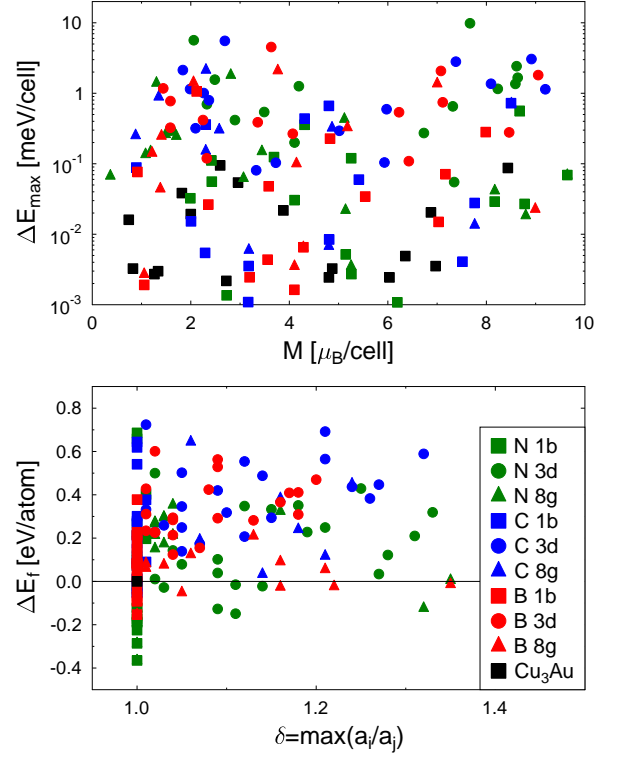 ΔE_max [meV/cell]
10
1
10^-1
10^-2
10^-3
0
2
4
6
8
10
M [μ_B/cell]
ΔE_f [eV/atom]
0.8
0.6
0.4
0.2
0.0
-0.2
-0.4
1.0
1.2
1.4
δ=max(a_i/a_j)
N 1b
N 3d
N 8g
C 1b
C 3d
C 8g
B 1b
B 3d
B 8g
Cu₃Au